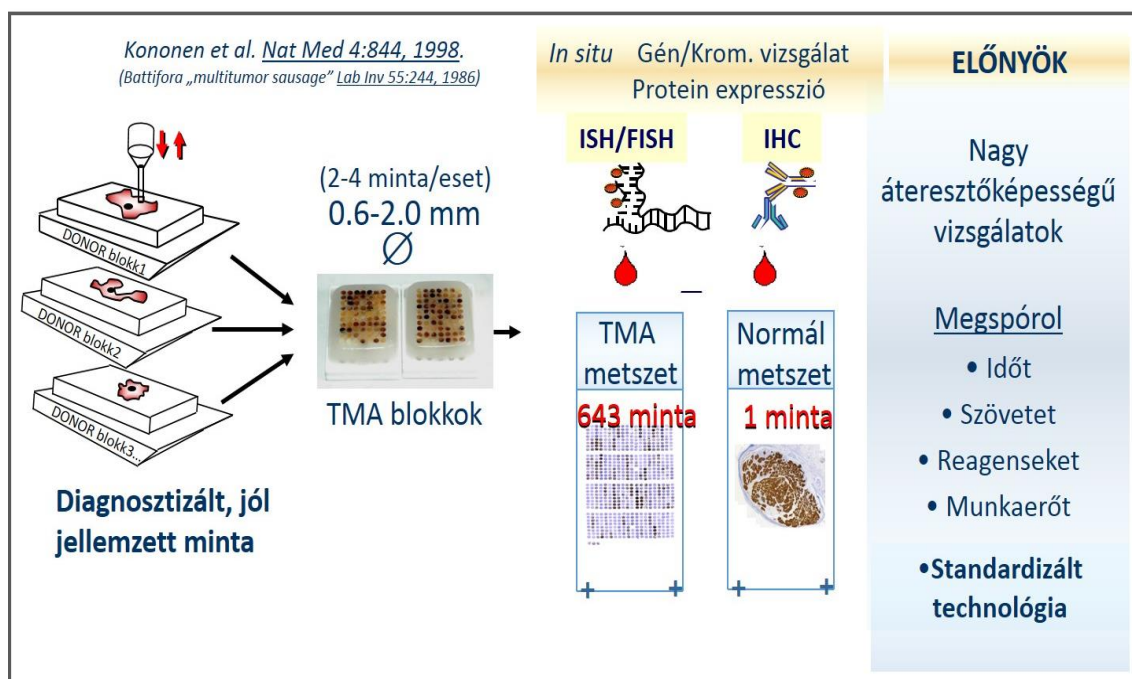 Kononen et al. Nat Med 4:844, 1998.
(Battifora „multitumor sausage” Lab Inv 55:244, 1986)
DONOR blokk1
DONOR blokk2
DONOR blokk3...
Diagnosztizált, jól
jellemzett minta
(2-4 minta/eset)
0.6-2.0 mm
Ø
TMA blokkok
In situ Gén/Krom. vizsgálat
Protein expresszió
ISH/FISH
IHC
TMA
metszet
643 minta
Normál
metszet
1 minta
ELŐNYÖK
Nagy
áteresztőképességű
vizsgálatok
Megspórol
• Időt
• Szövetet
• Reagenseket
• Munkaerőt
•Standardizált
technológia